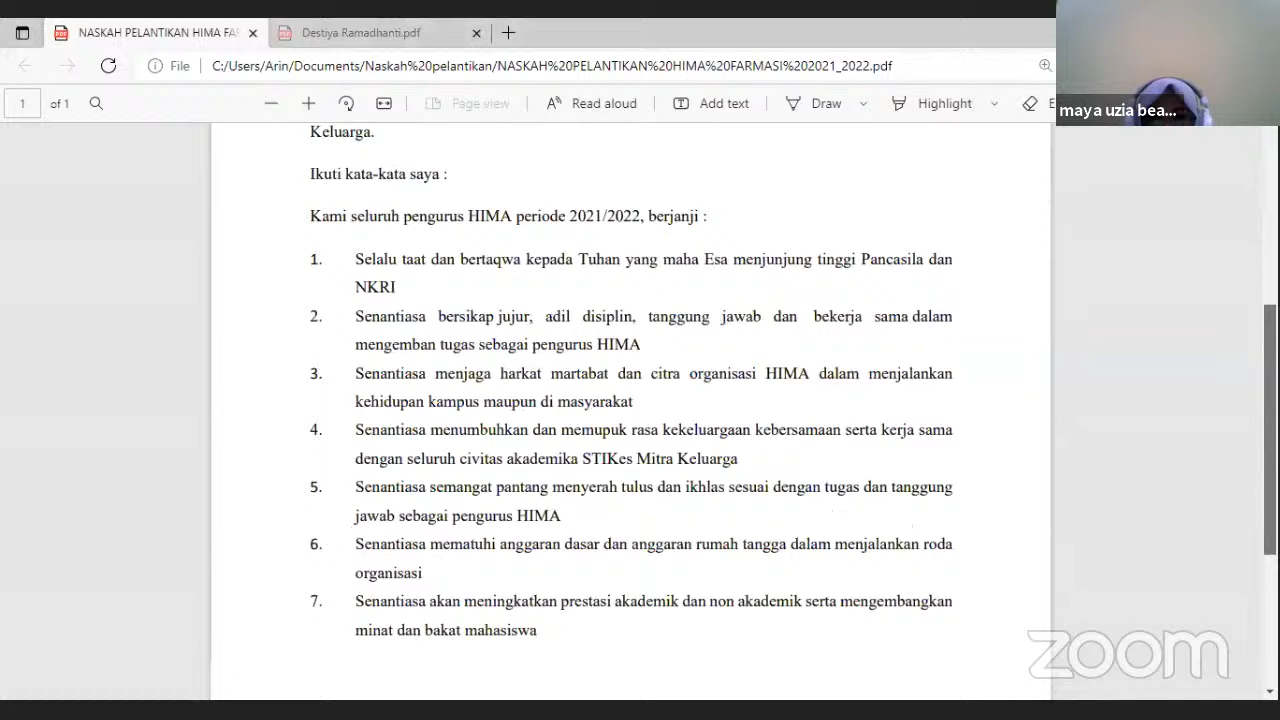 NASKAH PELANTIKAN HIMA FAR
Destiya Ramadhanti.pdf
File
C:/Users/Arin/Documents/Naskah%20pelantikan/NASKAH%20PELANTIKAN%20HIMA%20FARMASI%202021_2022.pdf
1 of 1
Page view
Read aloud
Add text
Draw
Highlight
E
maya uzia bea...
Keluarga.
Ikuti kata-kata saya :
Kami seluruh pengurus HIMA periode 2021/2022, berjanji :
1. Selalu taat dan bertaqwa kepada Tuhan yang maha Esa menjunjung tinggi Pancasila dan
NKRI
2. Senantiasa bersikap jujur, adil disiplin, tanggung jawab dan bekerja sama dalam
mengemban tugas sebagai pengurus HIMA
3. Senantiasa menjaga harkat martabat dan citra organisasi HIMA dalam menjalankan
kehidupan kampus maupun di masyarakat
4. Senantiasa menumbuhkan dan memupuk rasa kekeluargaan kebersamaan serta kerja sama
dengan seluruh civitas akademika STIKes Mitra Keluarga
5. Senantiasa semangat pantang menyerah tulus dan ikhlas sesuai dengan tugas dan tanggung
jawab sebagai pengurus HIMA
6. Senantiasa mematuhi anggaran dasar dan anggaran rumah tangga dalam menjalankan roda
organisasi
7. Senantiasa akan meningkatkan prestasi akademik dan non akademik serta mengembangkan
minat dan bakat mahasiswa
zoom